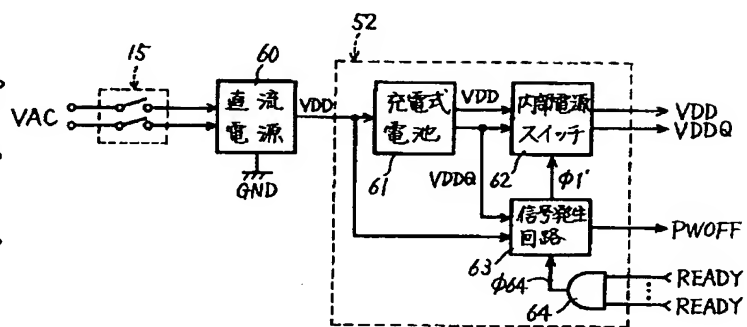 52
15
60
VAC
直流
電源
VDD
GND
充電式
電池
61
VDD
VDDQ
内部電源
スイッチ
62
φ1'
VDD
VDDQ
信号発生
回路
63
PWOFF
φ64
64
READY
READY